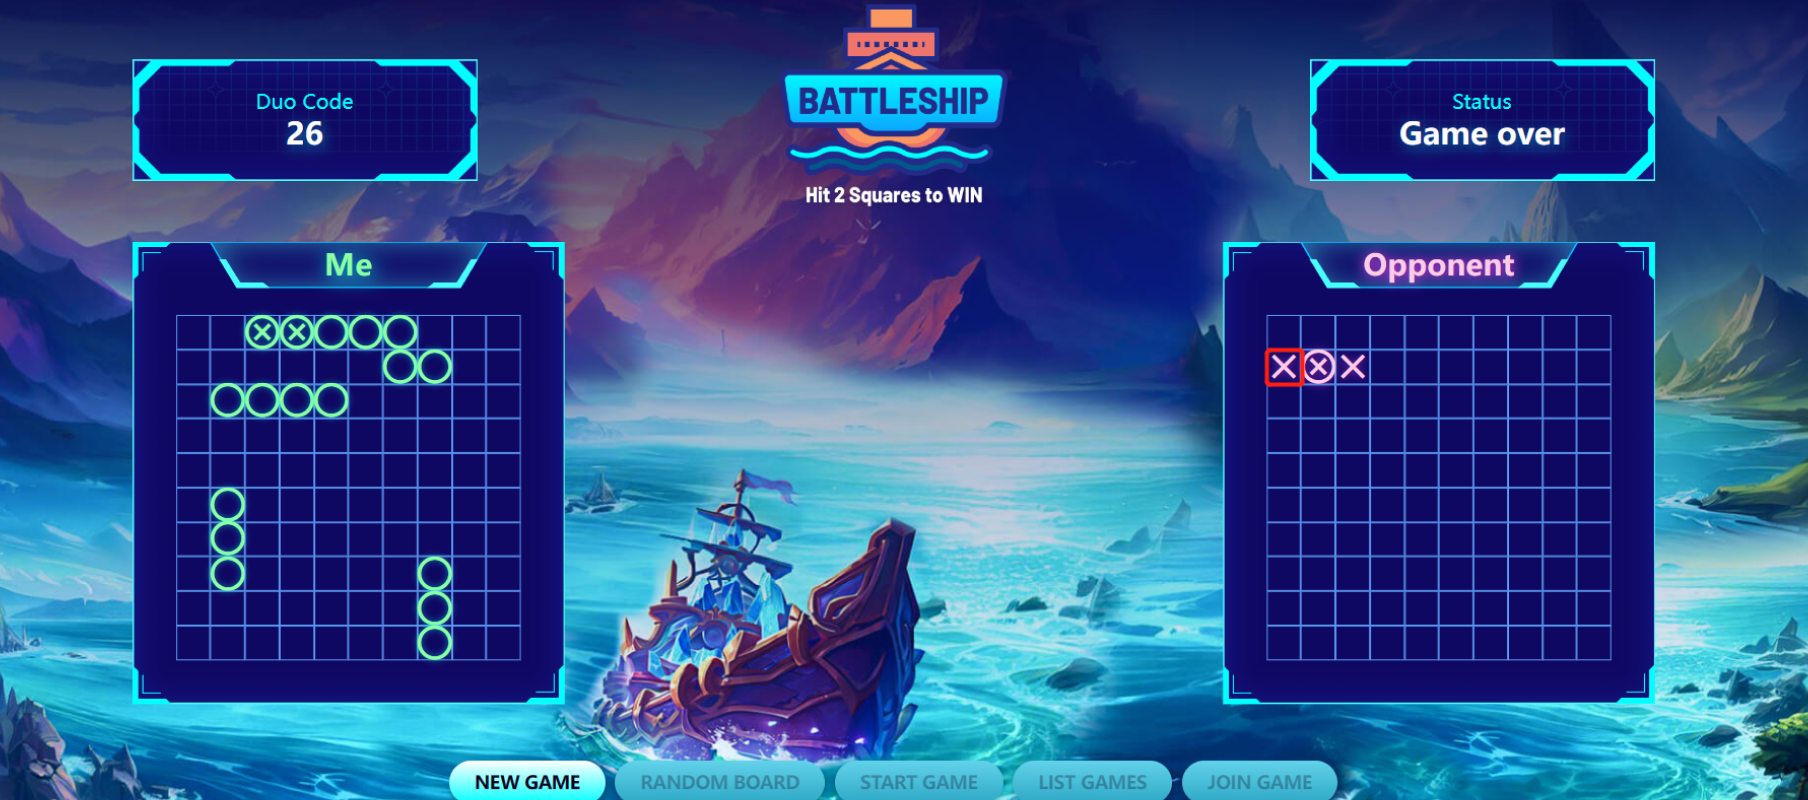 BATTLESHIP
Hit 2 Squares to WIN
Duo Code
26
Status
Game over
Me
Opponent
NEW GAME
RANDOM BOARD
START GAME
LIST GAMES
JOIN GAME